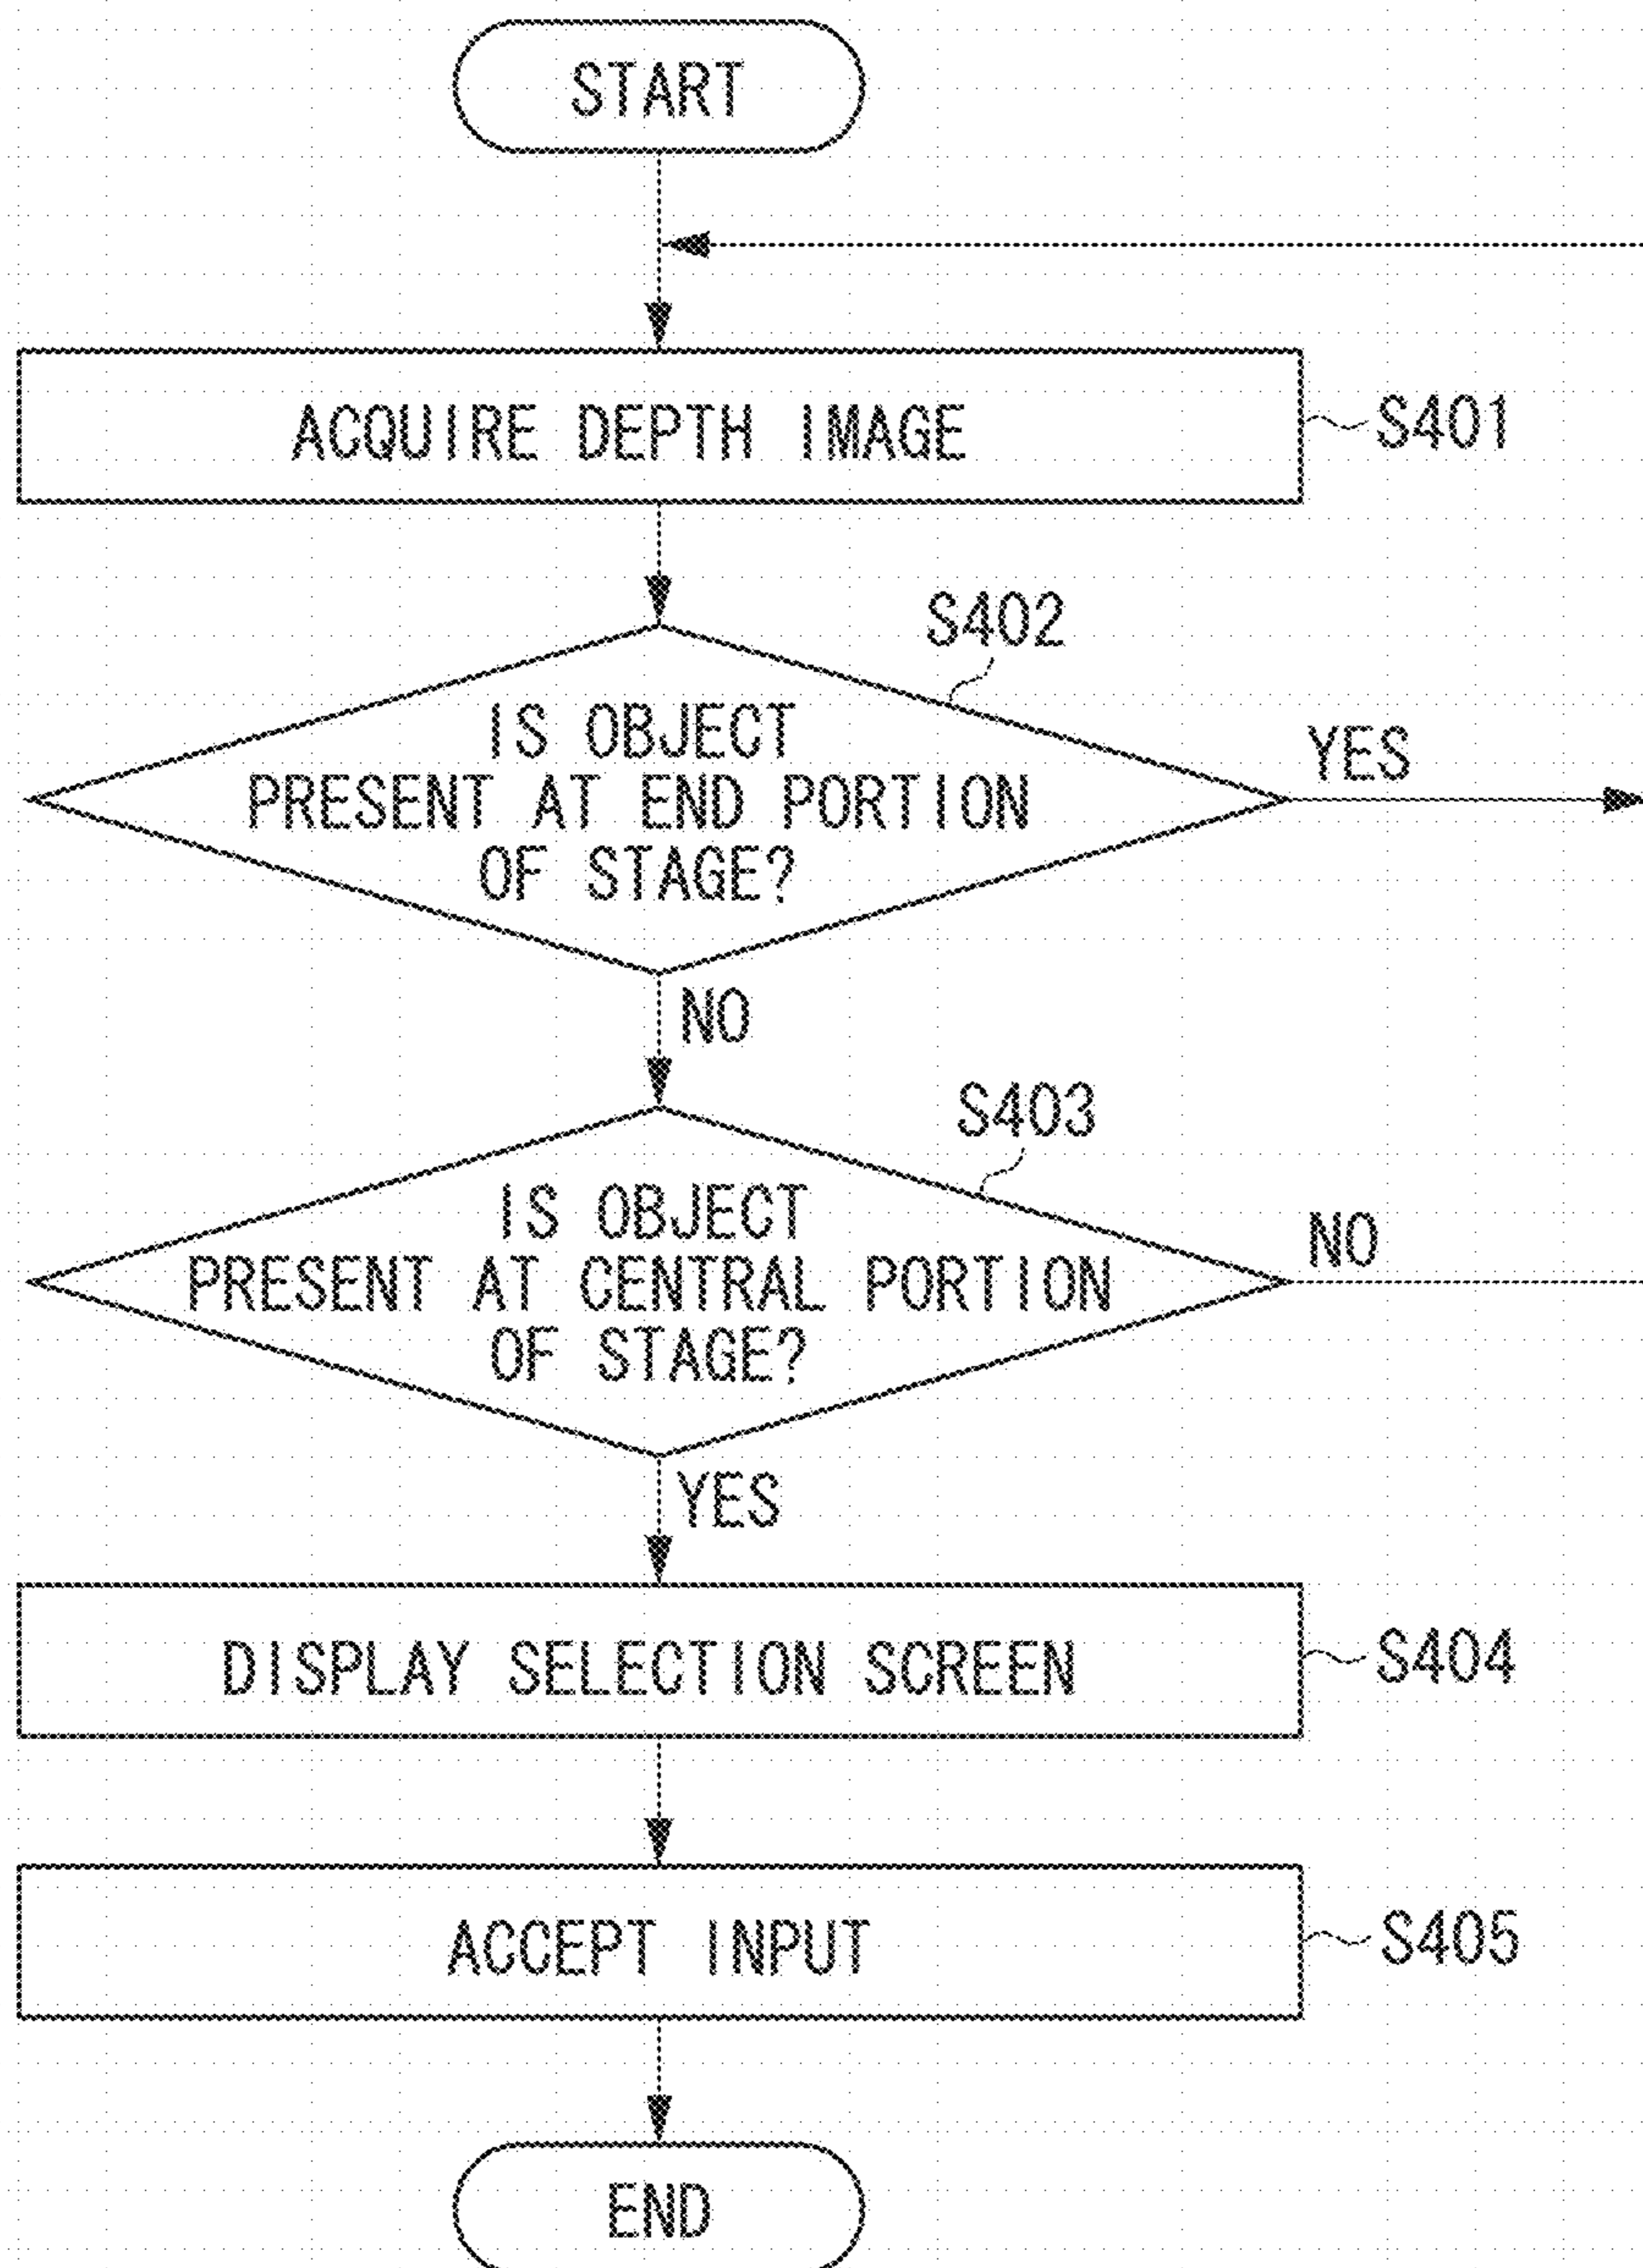 START
ACQUIRE DEPTH IMAGE
S401
S402
IS OBJECT
PRESENT AT END PORTION
OF STAGE?
YES
NO
S403
IS OBJECT
PRESENT AT CENTRAL PORTION
OF STAGE?
NO
YES
DISPLAY SELECTION SCREEN
S404
ACCEPT INPUT
S405
END